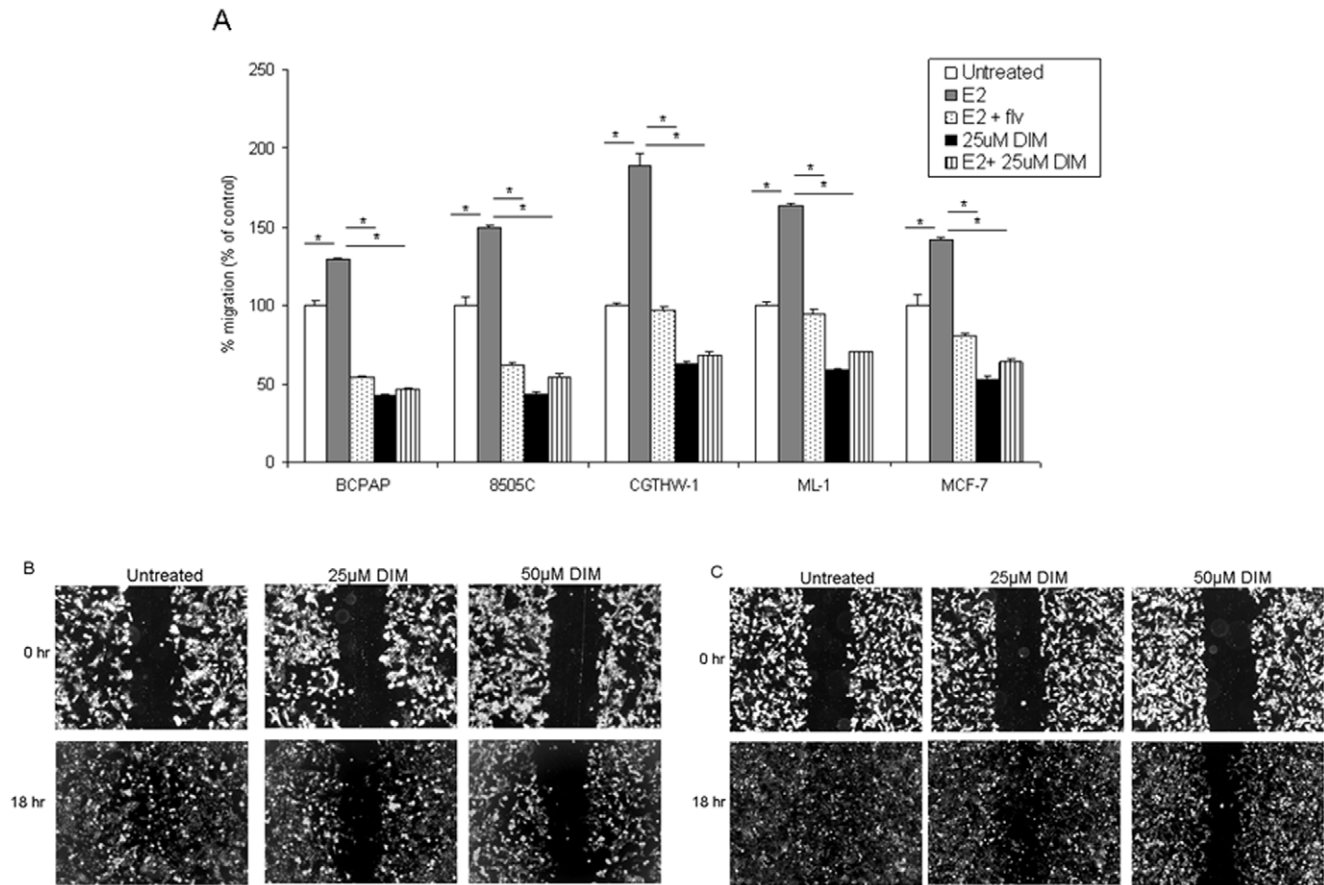 A
250
200
150
100
50
0
% migration (% of control)
Untreated
E2
E2 + flv
25uM DIM
E2+ 25uM DIM
* * *
* * *
* * *
* * *
* * *
BCPAP 8505C CGTHW-1 ML-1 MCF-7
B
Untreated 25µM DIM 50µM DIM
0 hr
18 hr
C
Untreated 25µM DIM 50µM DIM
0 hr
18 hr